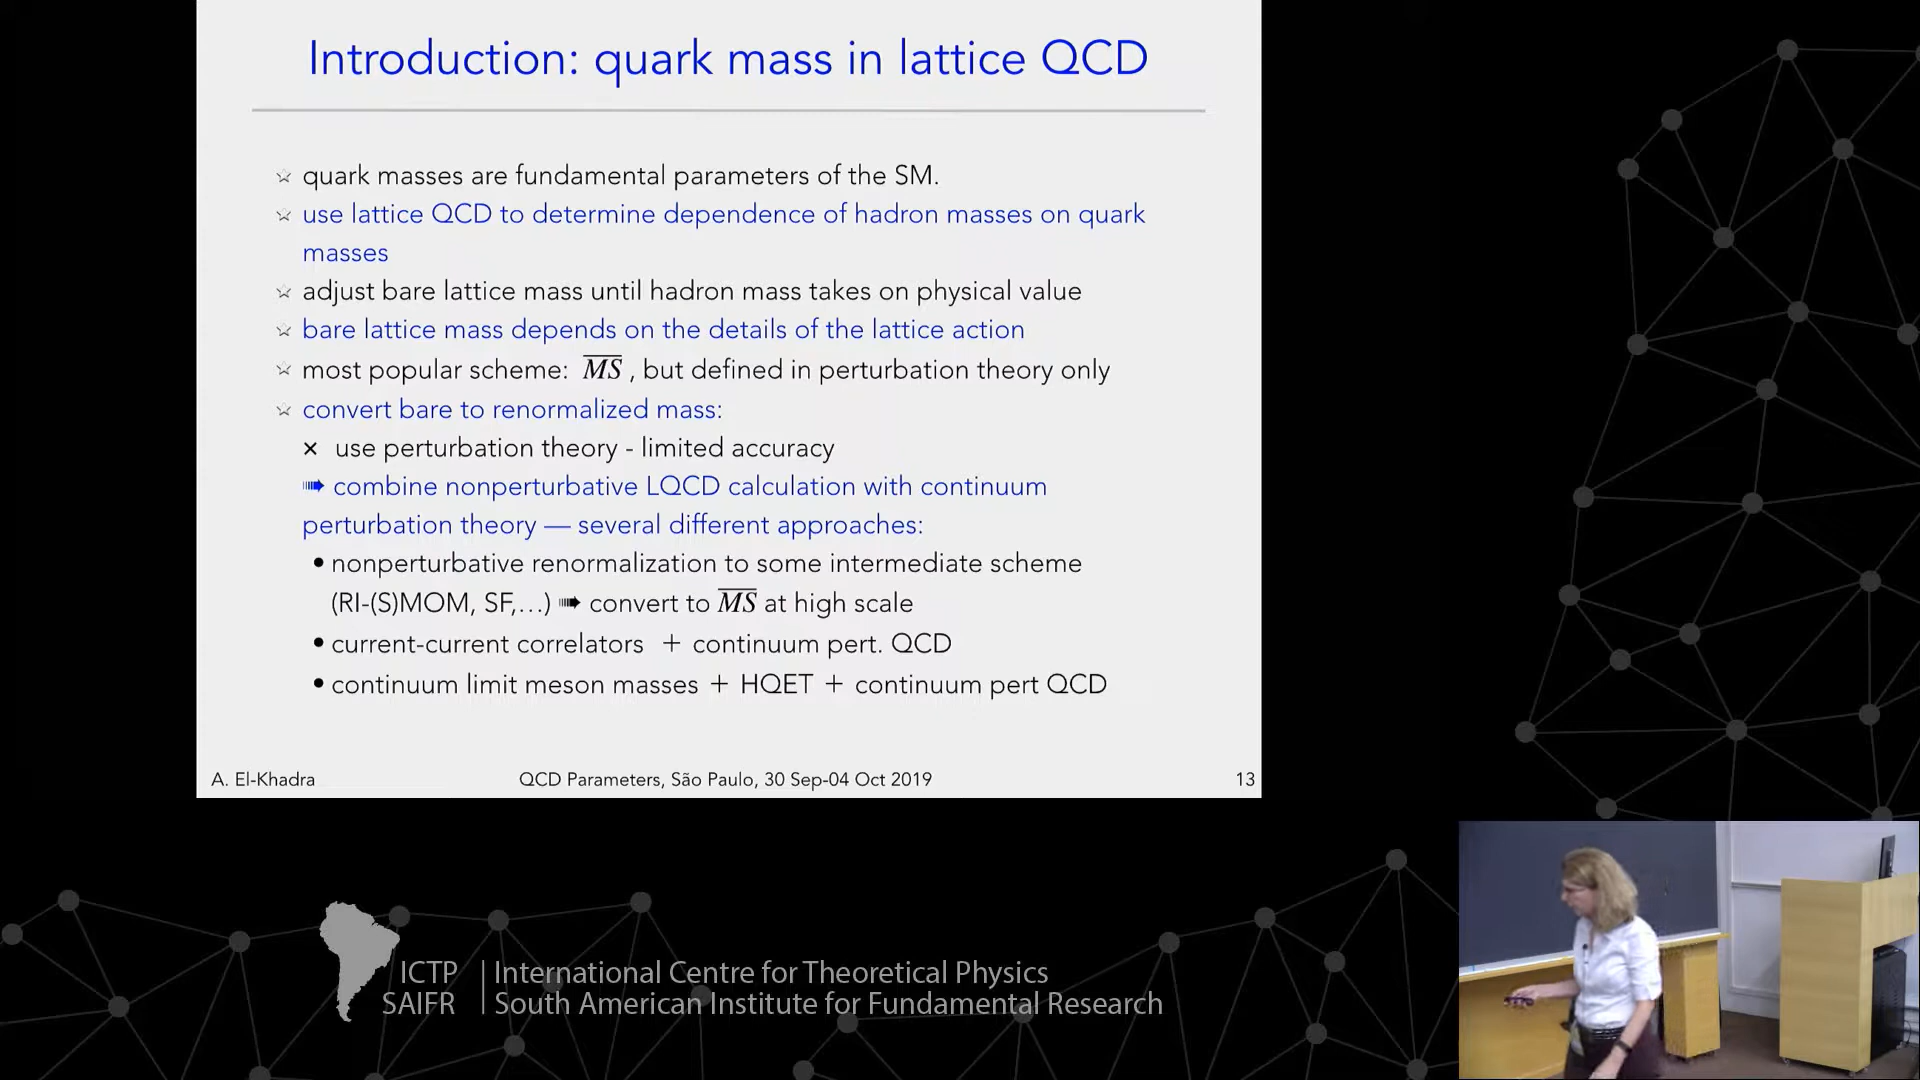 Introduction: quark mass in lattice QCD
☆ quark masses are fundamental parameters of the SM.
☆ use lattice QCD to determine dependence of hadron masses on quark
masses
☆ adjust bare lattice mass until hadron mass takes on physical value
☆ bare lattice mass depends on the details of the lattice action
☆ most popular scheme: $\overline{MS}$, but defined in perturbation theory only
☆ convert bare to renormalized mass:
× use perturbation theory - limited accuracy
➠ combine nonperturbative LQCD calculation with continuum
perturbation theory — several different approaches:
• nonperturbative renormalization to some intermediate scheme
(RI-(S)MOM, SF,…) ➠ convert to $\overline{MS}$ at high scale
• current-current correlators + continuum pert. QCD
• continuum limit meson masses + HQET + continuum pert QCD
A. El-Khadra QCD Parameters, São Paulo, 30 Sep-04 Oct 2019 13
ICTP | International Centre for Theoretical Physics
SAIFR | South American Institute for Fundamental Research